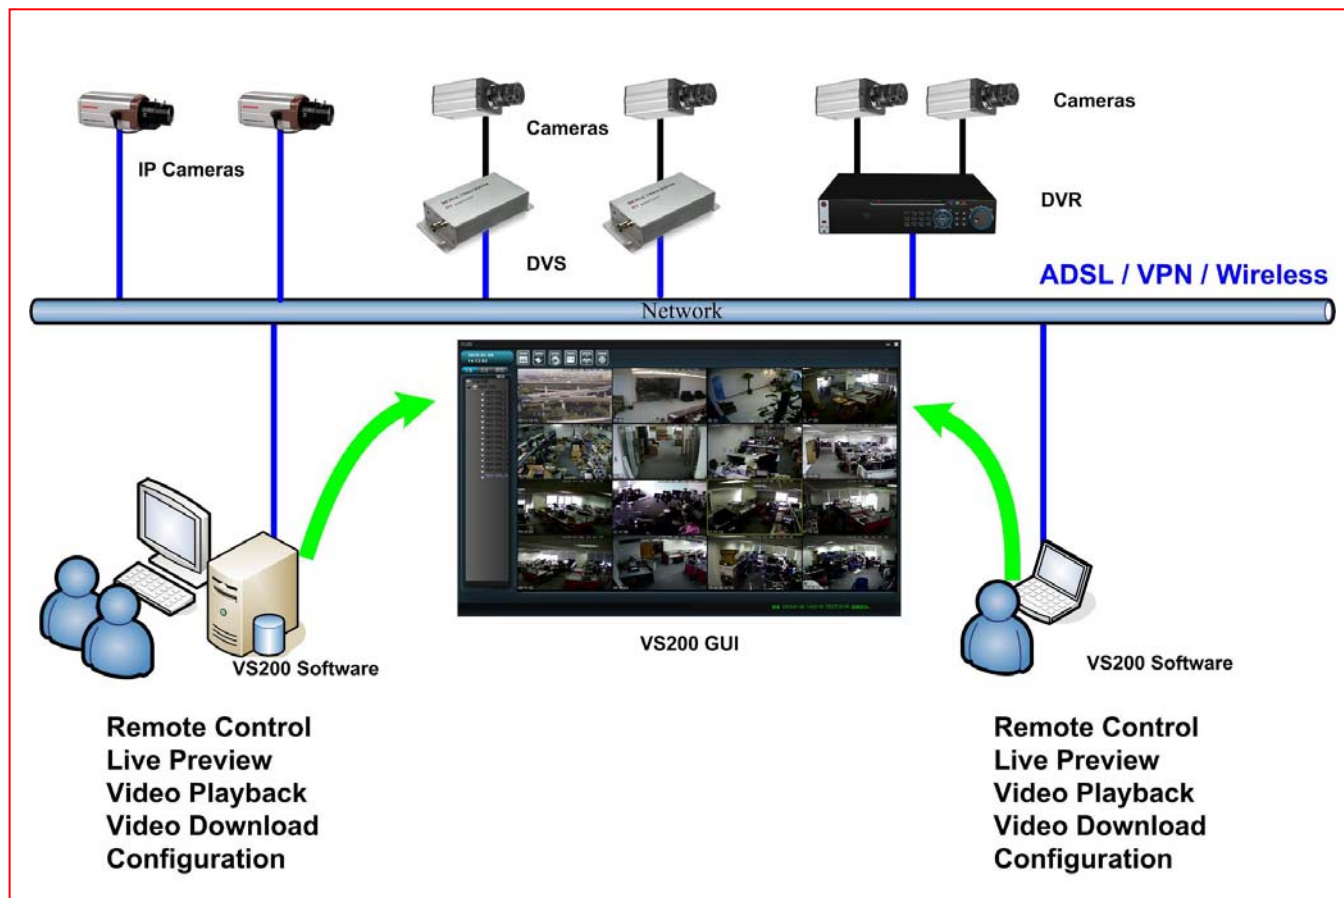 Cameras
IP Cameras
Cameras
DVS
DVR
ADSL / VPN / Wireless
Network
VS200 GUI
VS200 Software
VS200 Software
Remote Control
Live Preview
Video Playback
Video Download
Configuration
Remote Control
Live Preview
Video Playback
Video Download
Configuration